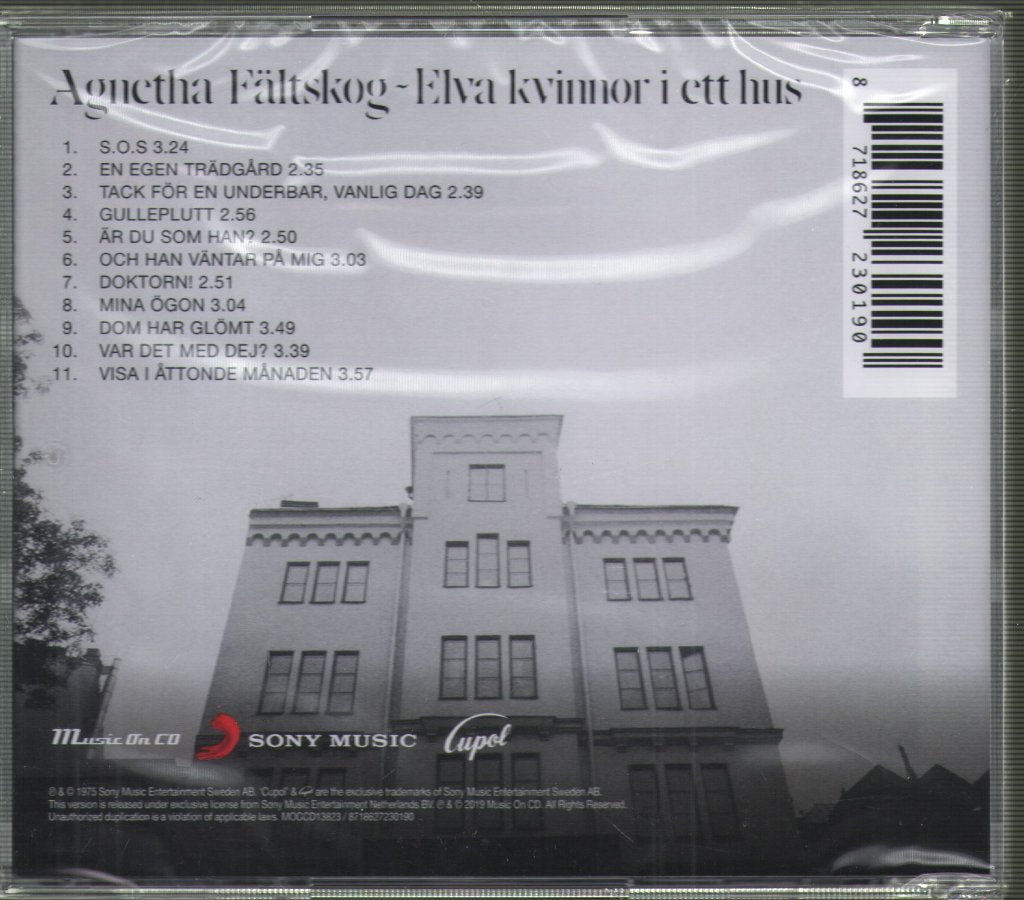 Agnetha Fältskog ~ Elva kvinnor i ett hus
1. S.O.S 3.24
2. EN EGEN TRÄDGÅRD 2.35
3. TACK FÖR EN UNDERBAR, VANLIG DAG 2.39
4. GULLEPLUTT 2.56
5. ÄR DU SOM HAN? 2.50
6. OCH HAN VÄNTAR PÅ MIG 3.03
7. DOKTORN! 2.51
8. MINA ÖGON 3.04
9. DOM HAR GLÖMT 3.49
10. VAR DET MED DEJ? 3.39
11. VISA I ÅTTONDE MÅNADEN 3.57
8 718627 230190
Music On CD
SONY MUSIC
Cupol
℗ & © 1975 Sony Music Entertainment Sweden AB. 'Cupol' & are the exclusive trademarks of Sony Music Entertainment Sweden AB.
This version is released under exclusive license from Sony Music Entertainment Netherlands BV. ℗ & © 2019 Music On CD. All Rights Reserved.
Unauthorized duplication is a violation of applicable laws. MOCCD13823 / 8718627230190